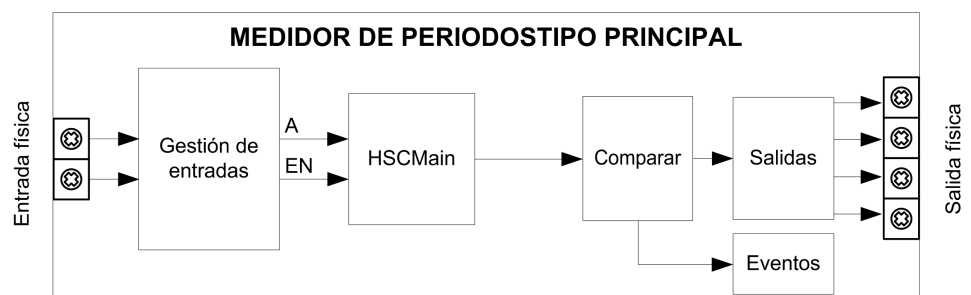 MEDIDOR DE PERIODOSTIPO PRINCIPAL
Entrada física
Gestión de
entradas
A
EN
HSCMain
Comparar
Salidas
Eventos
Salida física